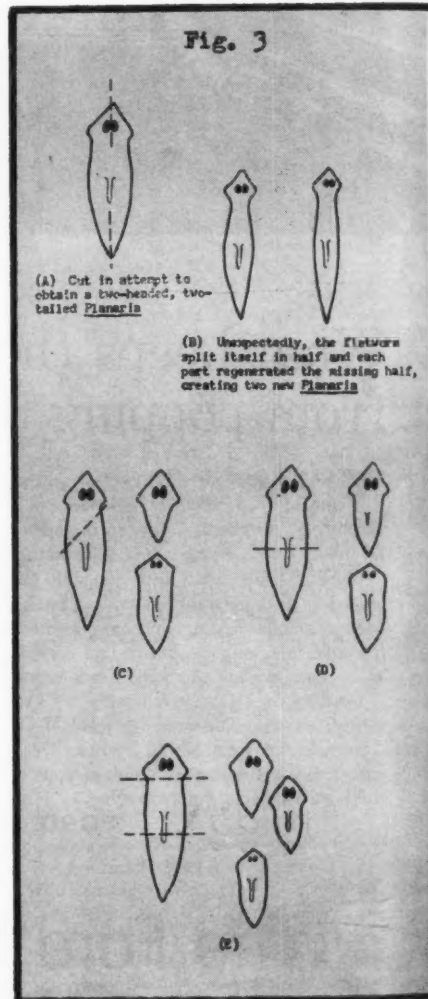 Fig. 3
(A) Cut in attempt to
obtain a two-headed, two-
tailed Planaria
(B) Unexpectedly, the flatworm
split itself in half and each
part regenerated the missing half,
creating two new Planaria
(C)
(D)
(E)